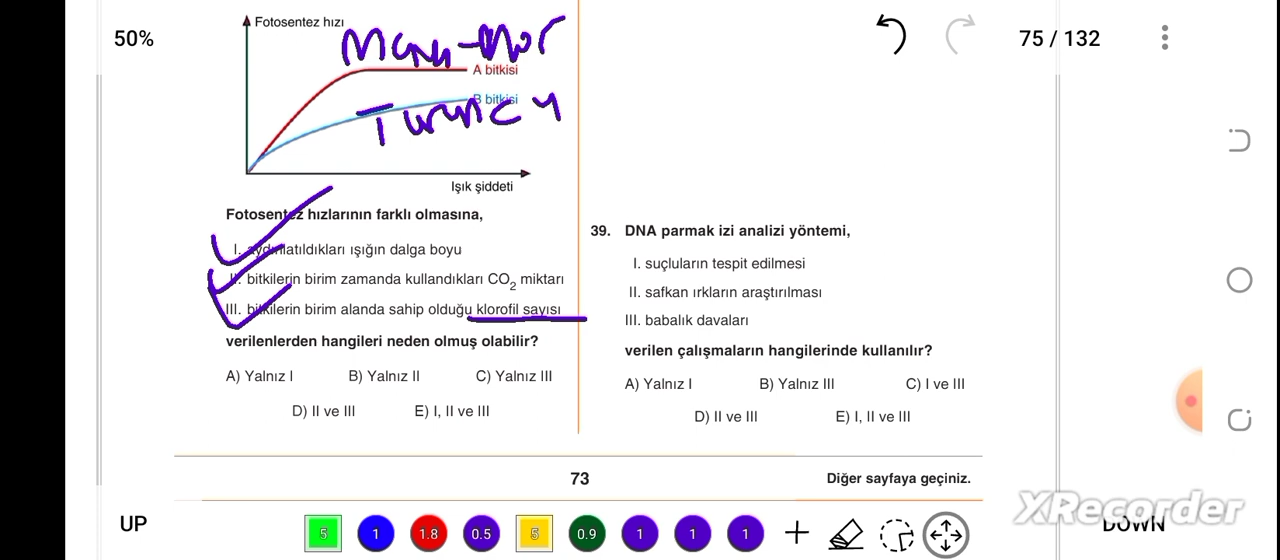 50%
75 / 132
Fotosentez hızı
Mavi-Mor
A bitkisi
B bitkisi
Turuncu
Işık şiddeti
Fotosentez hızlarının farklı olmasına,
I. aydınlatıldıkları ışığın dalga boyu
II. bitkilerin birim zamanda kullandıkları CO₂ miktarı
III. bitkilerin birim alanda sahip olduğu klorofil sayısı
verilenlerden hangileri neden olmuş olabilir?
A) Yalnız I B) Yalnız II C) Yalnız III
D) II ve III E) I, II ve III
39. DNA parmak izi analizi yöntemi,
I. suçluların tespit edilmesi
II. safkan ırkların araştırılması
III. babalık davaları
verilen çalışmaların hangilerinde kullanılır?
A) Yalnız I B) Yalnız III C) I ve III
D) II ve III E) I, II ve III
73
Diğer sayfaya geçiniz.
XRecorder
UP
5 1 1.8 0.5 5 0.9 1 1 1
DOWN